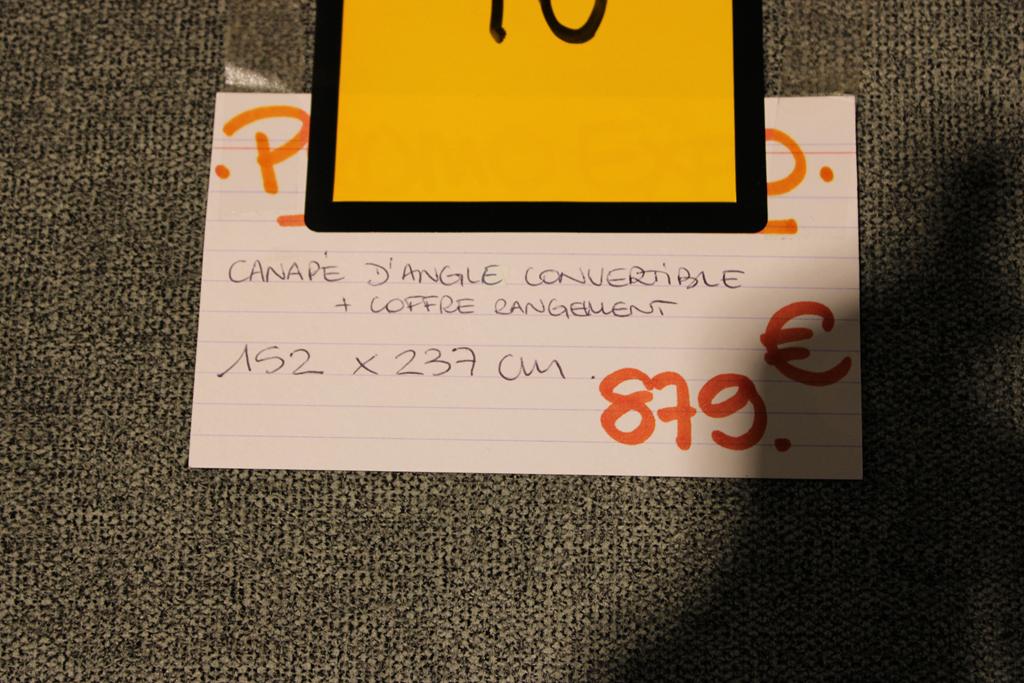 P O.
CANAPÉ D'ANGLE CONVERTIBLE
+ COFFRE RANGEMENT
152 x 237 cm.
879.€